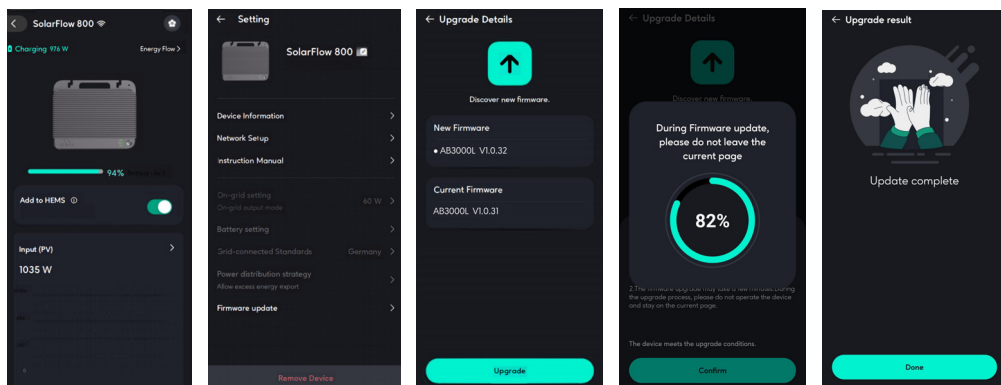 SolarFlow 800
Charging 976 W
Energy Flow >
94%
Add to HEMS
Input (PV) >
1035 W
← Setting
SolarFlow 800
Device Information >
Network Setup >
Instruction Manual >
On-grid setting
On-grid output mode
60 W >
Battery setting >
Grid-connected Standards Germany >
Power distribution strategy
Allow excess energy export >
Firmware update >
Remove Device
← Upgrade Details
Discover new firmware.
New Firmware
• AB3000L V1.0.32
Current Firmware
AB3000L V1.0.31
Upgrade
← Upgrade Details
Discover new firmware.
During Firmware update,
please do not leave the
current page
82%
2.The firmware upgrade may take a few minutes.During
the upgrade process, please do not operate the device
and stay on the current page.
The device meets the upgrade conditions.
Confirm
← Upgrade result
Update complete
Done